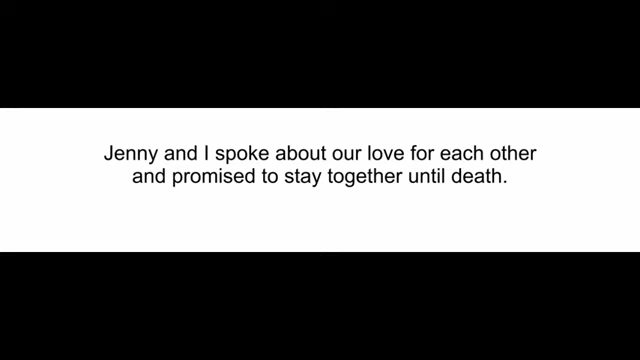 Jenny and I spoke about our love for each other
and promised to stay together until death.